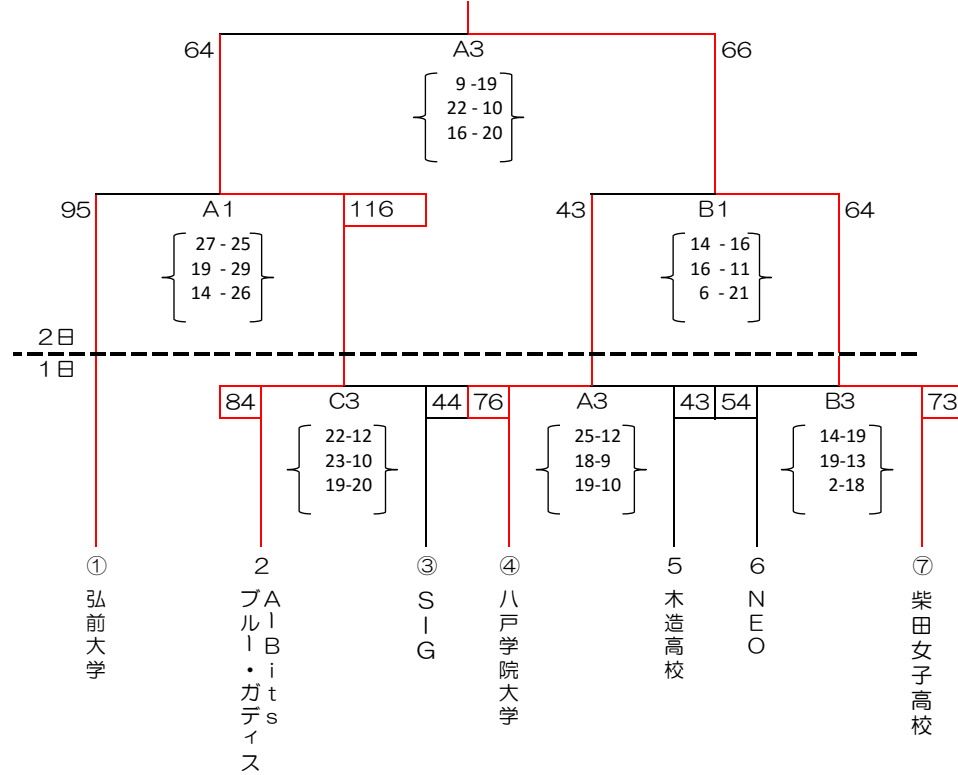 64
A3
66
9 -19
22 - 10
16 - 20
95
A1
116
43
B1
64
27 - 25
19 - 29
14 - 26
14 - 16
16 - 11
6 - 21
2日
1日
84
C3
44
76
A3
43
54
B3
73
22-12
23-10
19-20
25-12
18-9
19-10
14-19
19-13
2-18
①
2
③
④
5
6
⑦
弘前大学
A-Bits
ブルー・ガディス
SIG
八戸学院大学
木造高校
NEO
柴田女子高校